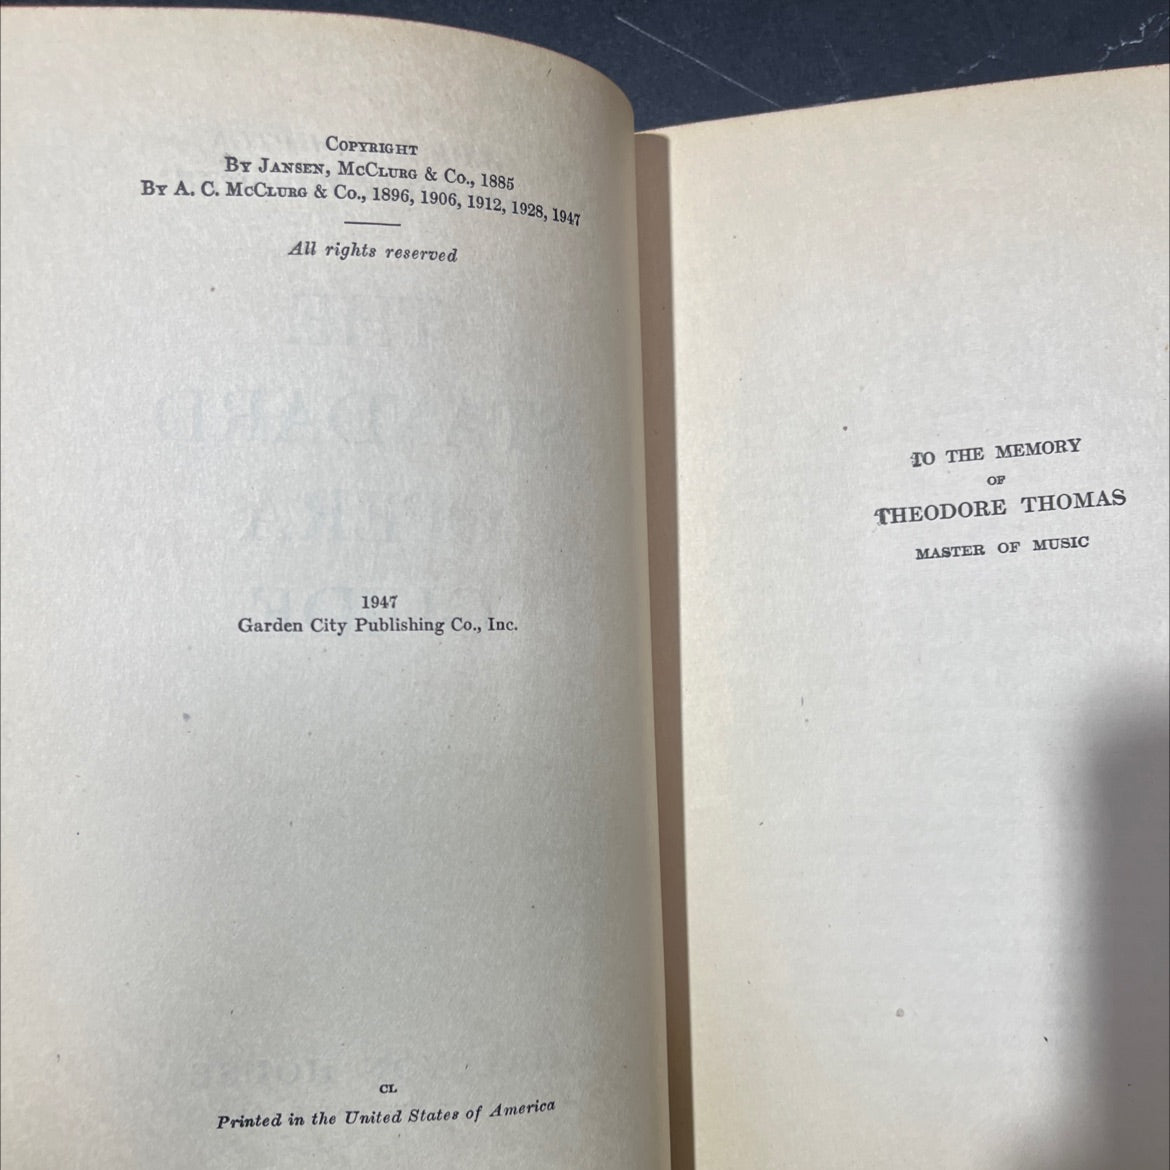 COPYRIGHT
BY JANSEN, MCCLURG & CO., 1885
BY A. C. MCCLURG & CO., 1896, 1906, 1912, 1928, 1947
All rights reserved
1947
Garden City Publishing Co., Inc.
CL
Printed in the United States of America
TO THE MEMORY
OF
THEODORE THOMAS
MASTER OF MUSIC